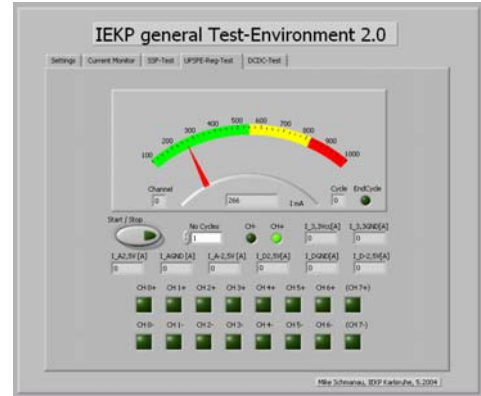 IEKP general Test-Environment 2.0
Settings Current Monitor SSP-Test UPSPE-Reg-Test DCDC-Test
100 200 300 400 500 600 700 800 900 1000
Channel Cycle EndCycle
0 266 I mA 0
Start / Stop No Cycles CH- CH+ I_3,3Vcc[A] I_3,3GND[A]
1 0 0
I_A2,5V [A] I_AGND [A] I_A-2,5V [A] I_D2,5V[A] I_DGND[A] I_D-2,5V[A]
0 0 0 0 0 0
CH 0+ CH 1+ CH 2+ CH 3+ CH 4+ CH 5+ CH 6+ (CH 7+)
CH 0- CH 1- CH 2- CH 3- CH 4- CH 5- CH 6- (CH 7-)
Mike Schmanau, IEKP Karlsruhe, 5.2004